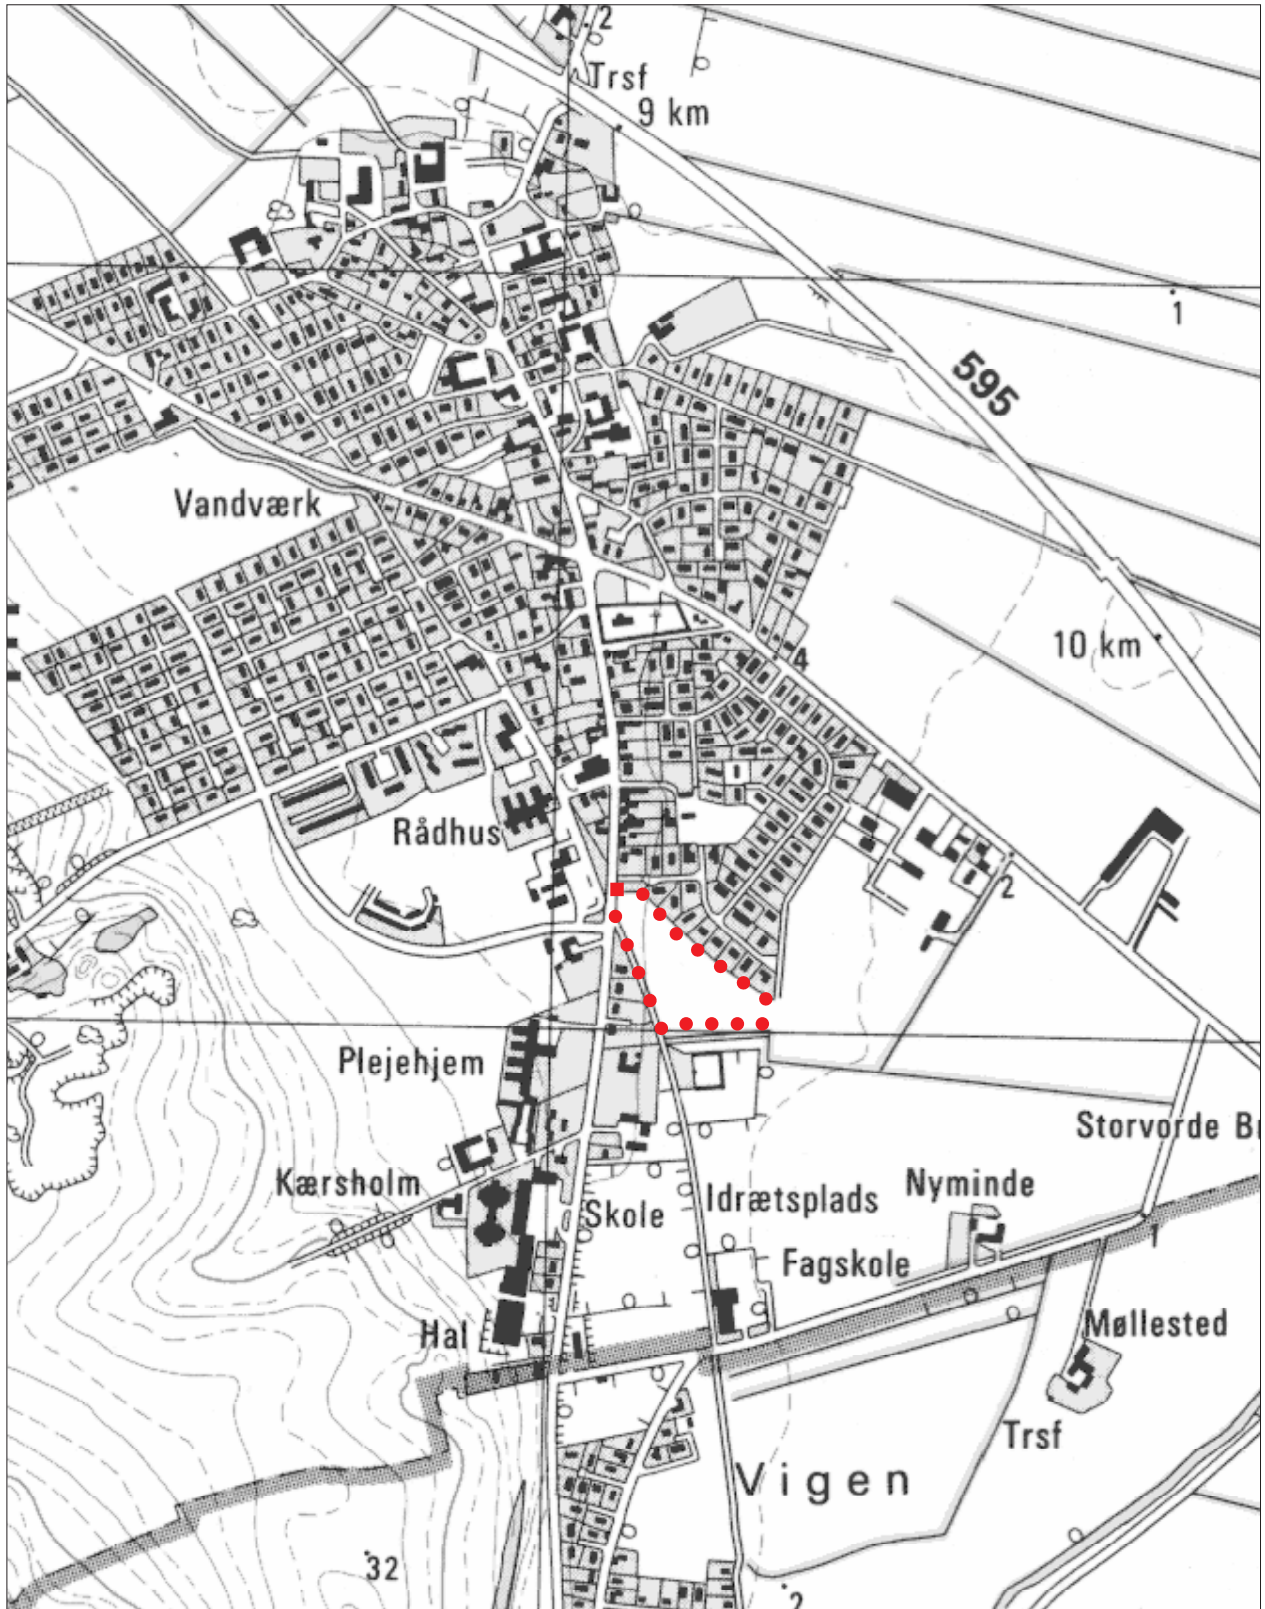 2
Trsf
9 km
1
595
Vandværk
10 km
4
Rådhus
2
Plejehjem
Storvorde B
Kærsholm
Skole
Idrætsplads
Nyminde
1
Fagskole
Hal
Møllested
Trsf
Vigen
32
2